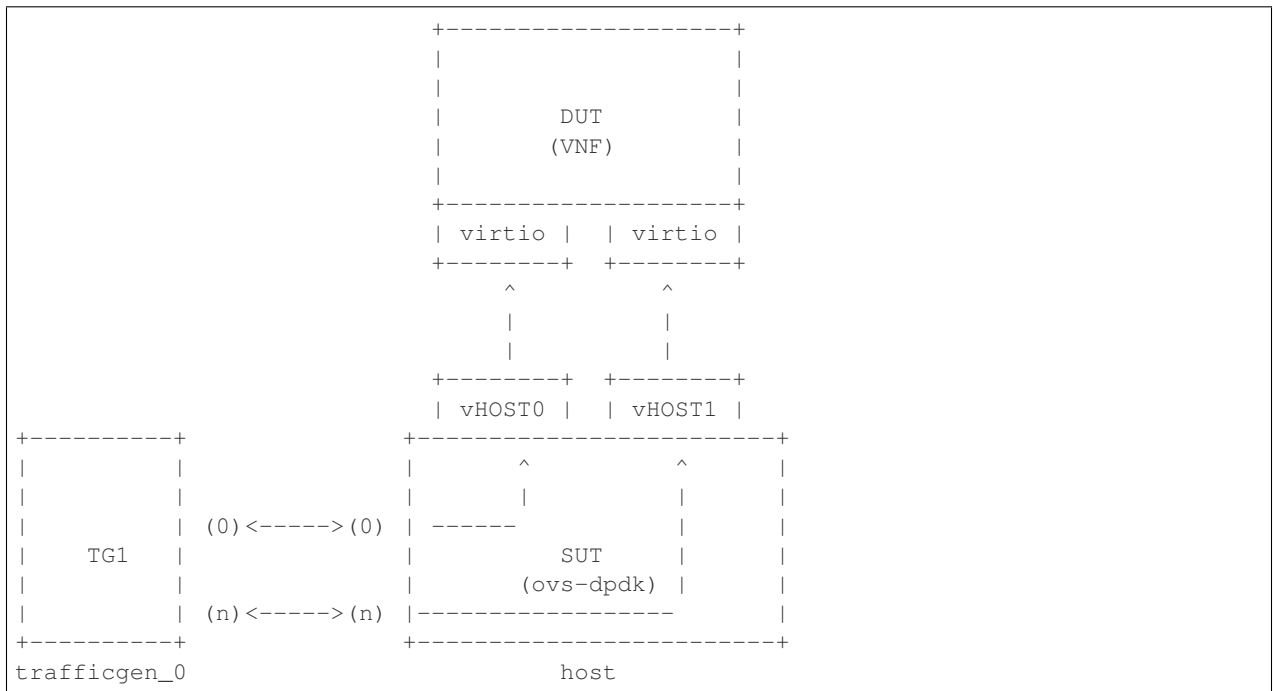 DUT
(VNF)
| virtio | | virtio |
^ ^
| vHOST0 | | vHOST1 |
^ ^
(0)<----->(0) ------
TG1 SUT
(ovs-dpdk)
(n)<----->(n) |------------------
trafficgen_0 host